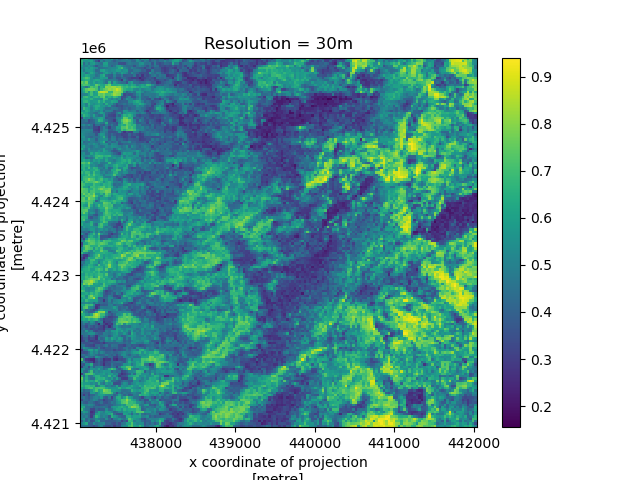 Resolution = 30m
1e6
4.425
4.424
4.423
4.422
4.421
y coordinate of projection
[metre]
438000 439000 440000 441000 442000
x coordinate of projection
[metre]
0.9
0.8
0.7
0.6
0.5
0.4
0.3
0.2